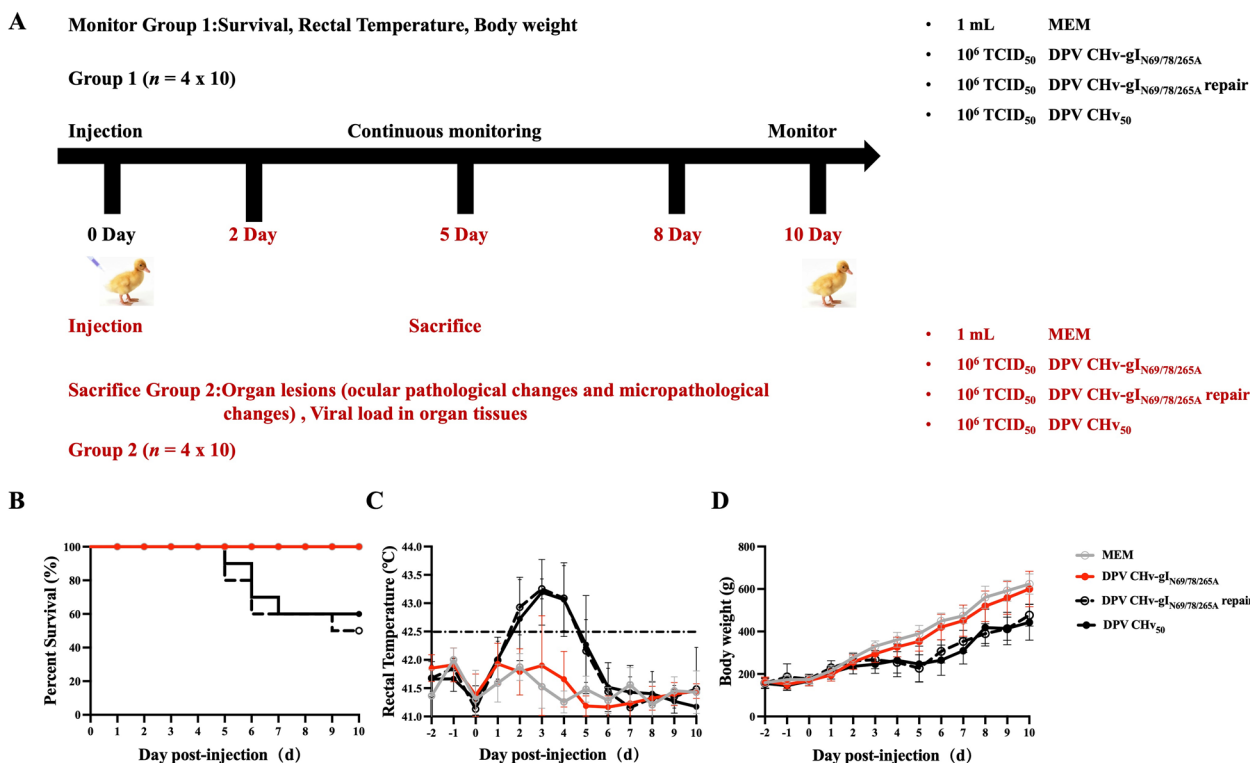 A
Monitor Group 1:Survival, Rectal Temperature, Body weight
Group 1 (n = 4 x 10)
• 1 mL MEM
• 10⁶ TCID₅₀ DPV CHv-gI_N69/78/265A
• 10⁶ TCID₅₀ DPV CHv-gI_N69/78/265A repair
• 10⁶ TCID₅₀ DPV CHv₅₀
Injection Continuous monitoring Monitor
0 Day 2 Day 5 Day 8 Day 10 Day
Injection Sacrifice
Sacrifice Group 2:Organ lesions (ocular pathological changes and micropathological
changes) , Viral load in organ tissues
Group 2 (n = 4 x 10)
• 1 mL MEM
• 10⁶ TCID₅₀ DPV CHv-gI_N69/78/265A
• 10⁶ TCID₅₀ DPV CHv-gI_N69/78/265A repair
• 10⁶ TCID₅₀ DPV CHv₅₀
B
Percent Survival (%)
100
80
60
40
20
0
0 1 2 3 4 5 6 7 8 9 10
Day post-injection（d）
C
Rectal Temperature (℃)
44.0
43.5
43.0
42.5
42.0
41.5
41.0
-2 -1 0 1 2 3 4 5 6 7 8 9 10
Day post-injection（d）
D
Body weight (g)
800
600
400
200
0
-2 -1 0 1 2 3 4 5 6 7 8 9 10
Day post-injection（d）
MEM
DPV CHv-gI_N69/78/265A
DPV CHv-gI_N69/78/265A repair
DPV CHv₅₀